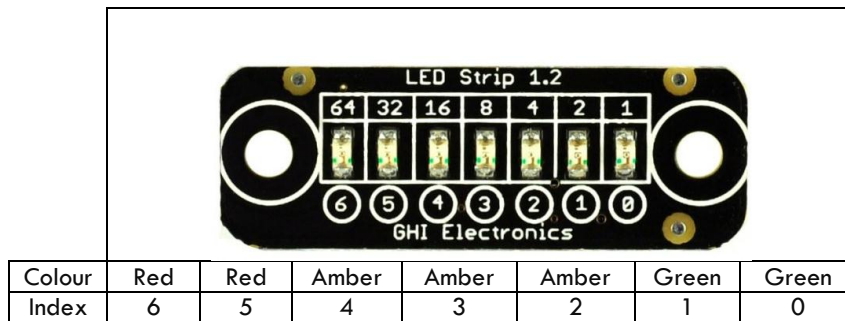 LED Strip 1.2
64 32 16 8 4 2 1
6 5 4 3 2 1 0
GHI Electronics
Colour Red Red Amber Amber Amber Green Green
Index 6 5 4 3 2 1 0